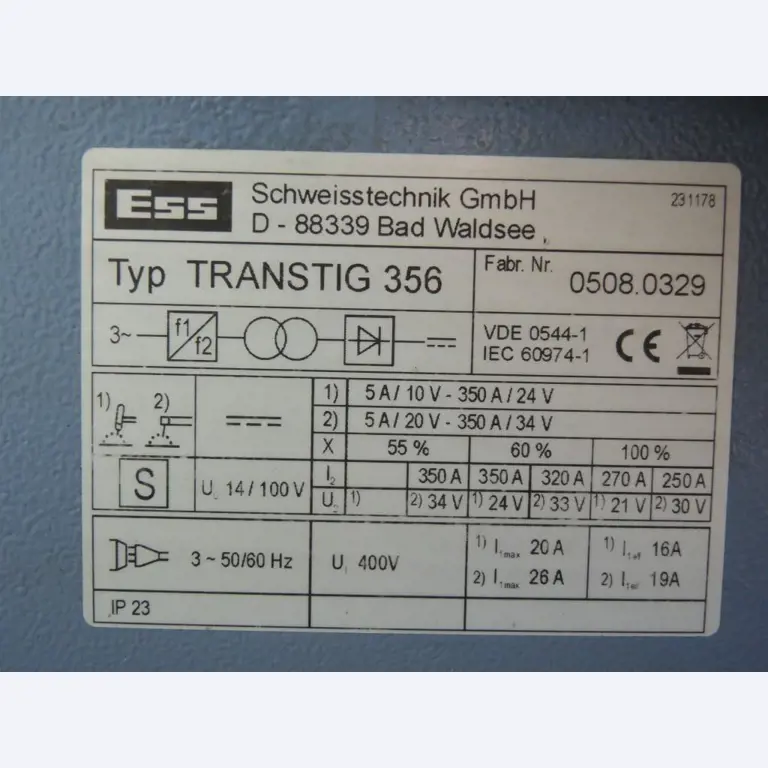 ESS
Schweisstechnik GmbH
231178
D - 88339 Bad Waldsee
Typ TRANSTIG 356
Fabr. Nr. 0508.0329
3~ f1/f2
VDE 0544-1
IEC 60974-1
CE
1) 2)
1) 5 A / 10 V - 350 A / 24 V
2) 5 A / 20 V - 350 A / 34 V
X 55 % 60 % 100 %
I2 350 A 350 A 320 A 270 A 250 A
S
U0 14 / 100 V
U2 1) 2) 34 V 1) 24 V 2) 33 V 1) 21 V 2) 30 V
3 ~ 50/60 Hz
U1 400V
1) I1max 20 A
1) I1eff 16A
2) I1max 26 A
2) I1eff 19A
IP 23